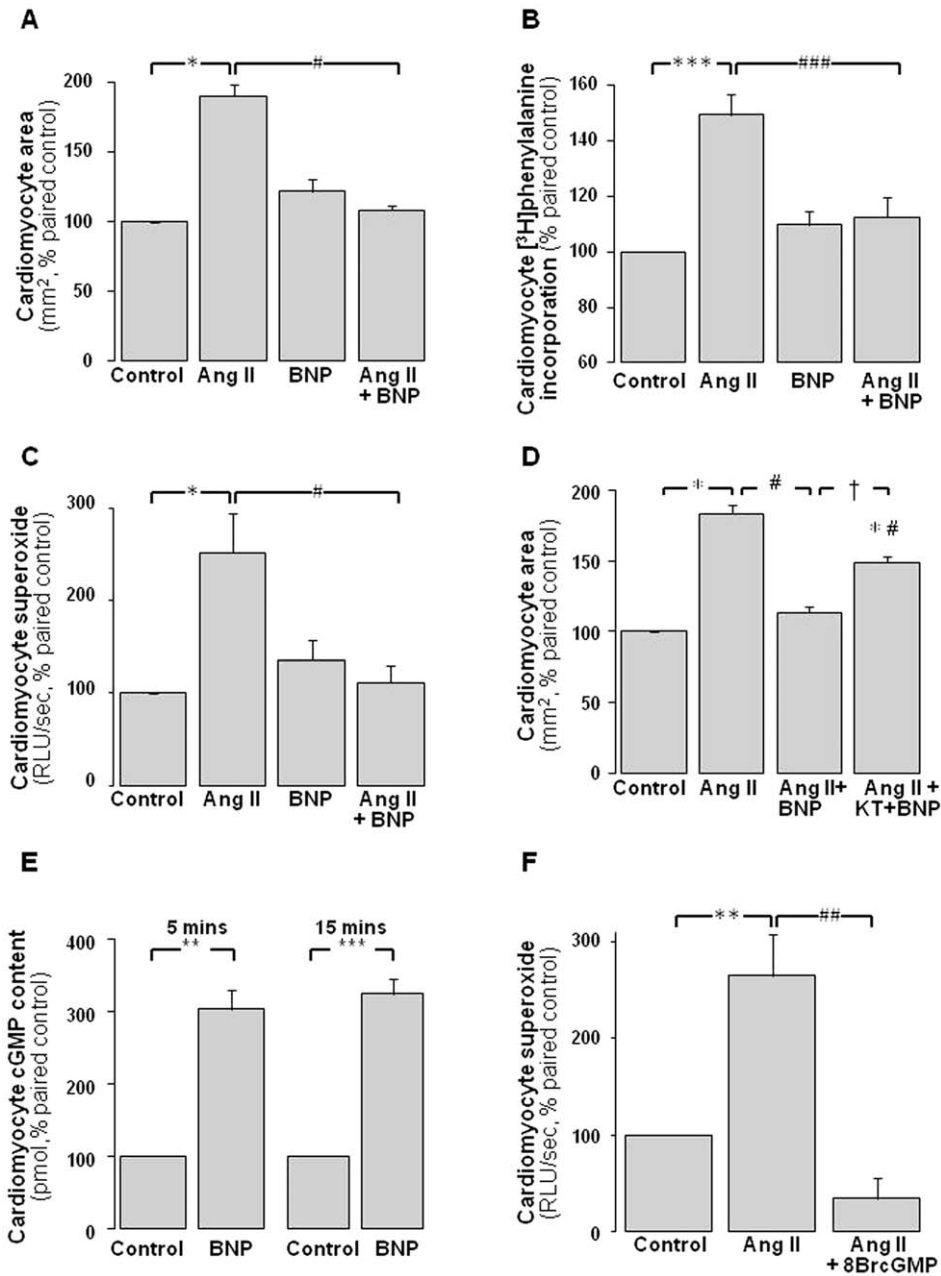 A
* #
Cardiomyocyte area
(mm², % paired control)
200
150
100
50
0
Control Ang II BNP Ang II
+ BNP
B
*** ###
Cardiomyocyte [³H]phenylalanine
incorporation (% paired control)
160
140
110
100
80
60
Control Ang II BNP Ang II
+ BNP
C
* #
Cardiomyocyte superoxide
(RLU/sec, % paired control)
300
200
100
0
Control Ang II BNP Ang II
+ BNP
D
* # †
* #
Cardiomyocyte area
(mm², % paired control)
200
150
100
50
0
Control Ang II Ang II+ Ang II +
BNP KT+BNP
E
5 mins 15 mins
** ***
Cardiomyocyte cGMP content
(pmol,% paired control)
400
300
200
100
0
Control BNP Control BNP
F
** ##
Cardiomyocyte superoxide
(RLU/sec, % paired control)
300
200
100
0
Control Ang II Ang II
+ 8BrcGMP